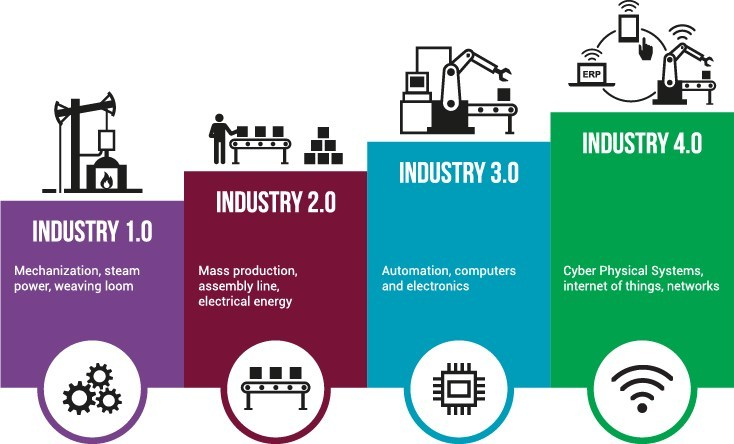 ERP
INDUSTRY 1.0
Mechanization, steam
power, weaving loom
INDUSTRY 2.0
Mass production,
assembly line,
electrical energy
INDUSTRY 3.0
Automation, computers
and electronics
INDUSTRY 4.0
Cyber Physical Systems,
internet of things, networks